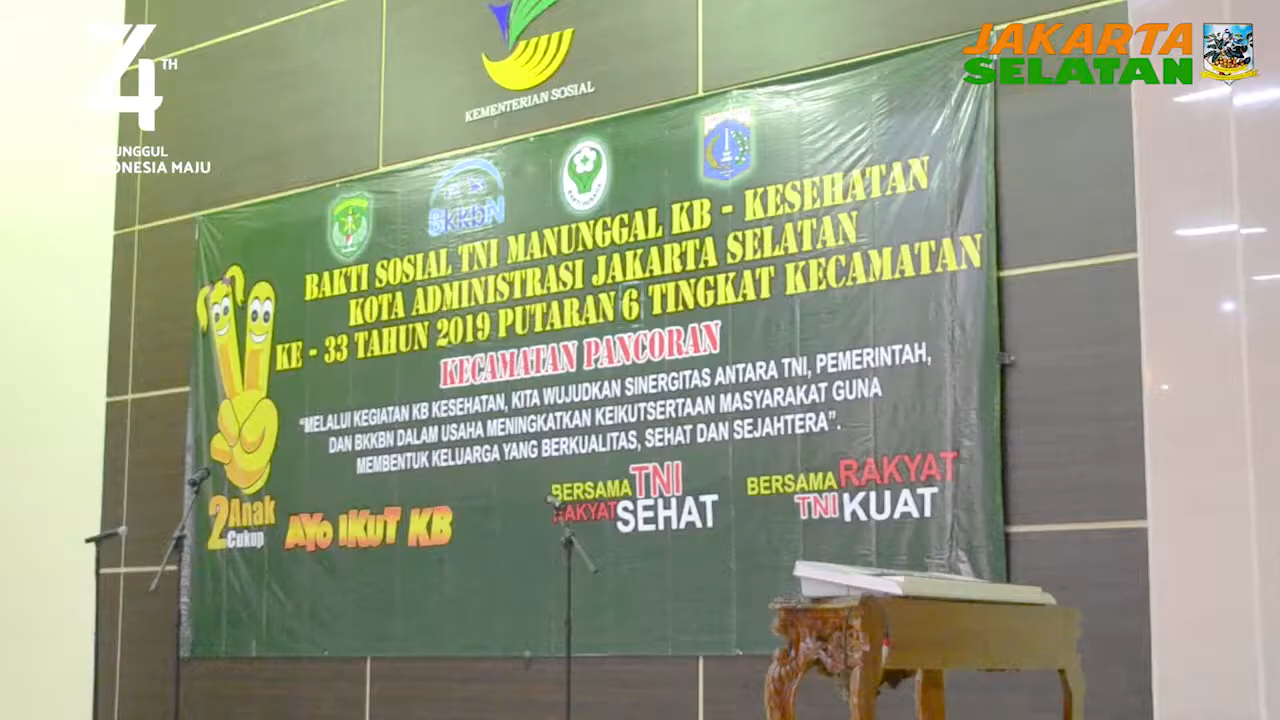 74TH
UNGGUL
ONESIA MAJU
JAKARTA
SELATAN
KEMENTERIAN SOSIAL
BKKBN
BAKTI SOSIAL TNI MANUNGGAL KB - KESEHATAN
KOTA ADMINISTRASI JAKARTA SELATAN
KE - 33 TAHUN 2019 PUTARAN 6 TINGKAT KECAMATAN
KECAMATAN PANCORAN
"MELALUI KEGIATAN KB KESEHATAN, KITA WUJUDKAN SINERGITAS ANTARA TNI, PEMERINTAH,
DAN BKKBN DALAM USAHA MENINGKATKAN KEIKUTSERTAAN MASYARAKAT GUNA
MEMBENTUK KELUARGA YANG BERKUALITAS, SEHAT DAN SEJAHTERA".
2 Anak
Cukup
AYO IKUT KB
BERSAMA TNI
RAKYAT SEHAT
BERSAMA RAKYAT
TNI KUAT